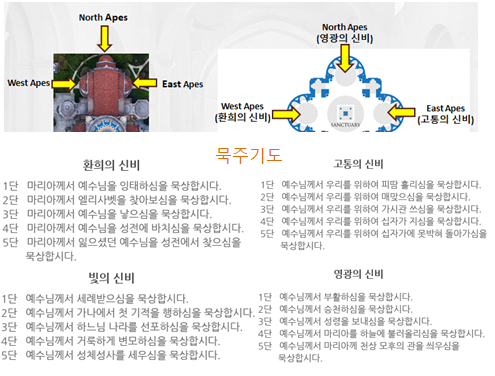 North Apes
West Apes
East Apes
North Apes
(영광의 신비)
West Apes
(환희의 신비)
East Apes
(고통의 신비)
SANCTUARY
묵주기도
환희의 신비
1단 마리아께서 예수님을 잉태하심을 묵상합시다.
2단 마리아께서 엘리사벳을 찾아보심을 묵상합시다.
3단 마리아께서 예수님을 낳으심을 묵상합시다.
4단 마리아께서 예수님을 성전에 바치심을 묵상합시다.
5단 마리아께서 잃으셨던 예수님을 성전에서 찾으심을
묵상합시다.
고통의 신비
1단 예수님께서 우리를 위하여 피땀 흘리심을 묵상합시다.
2단 예수님께서 우리를 위하여 매맞으심을 묵상합시다.
3단 예수님께서 우리를 위하여 가시관 쓰심을 묵상합시다.
4단 예수님께서 우리를 위하여 십자가 지심을 묵상합시다.
5단 예수님께서 우리를 위하여 십자가에 못박혀 돌아가심을
묵상합시다.
빛의 신비
1단 예수님께서 세례받으심을 묵상합시다.
2단 예수님께서 가나에서 첫 기적을 행하심을 묵상합시다.
3단 예수님께서 하느님 나라를 선포하심을 묵상합시다.
4단 예수님께서 거룩하게 변모하심을 묵상합시다.
5단 예수님께서 성체성사를 세우심을 묵상합시다.
영광의 신비
1단 예수님께서 부활하심을 묵상합시다.
2단 예수님께서 승천하심을 묵상합시다.
3단 예수님께서 성령을 보내심을 묵상합시다.
4단 예수님께서 마리아를 하늘에 불러올리심을 묵상합시다.
5단 예수님께서 마리아께 천상 모후의 관을 씌우심을
묵상합시다.